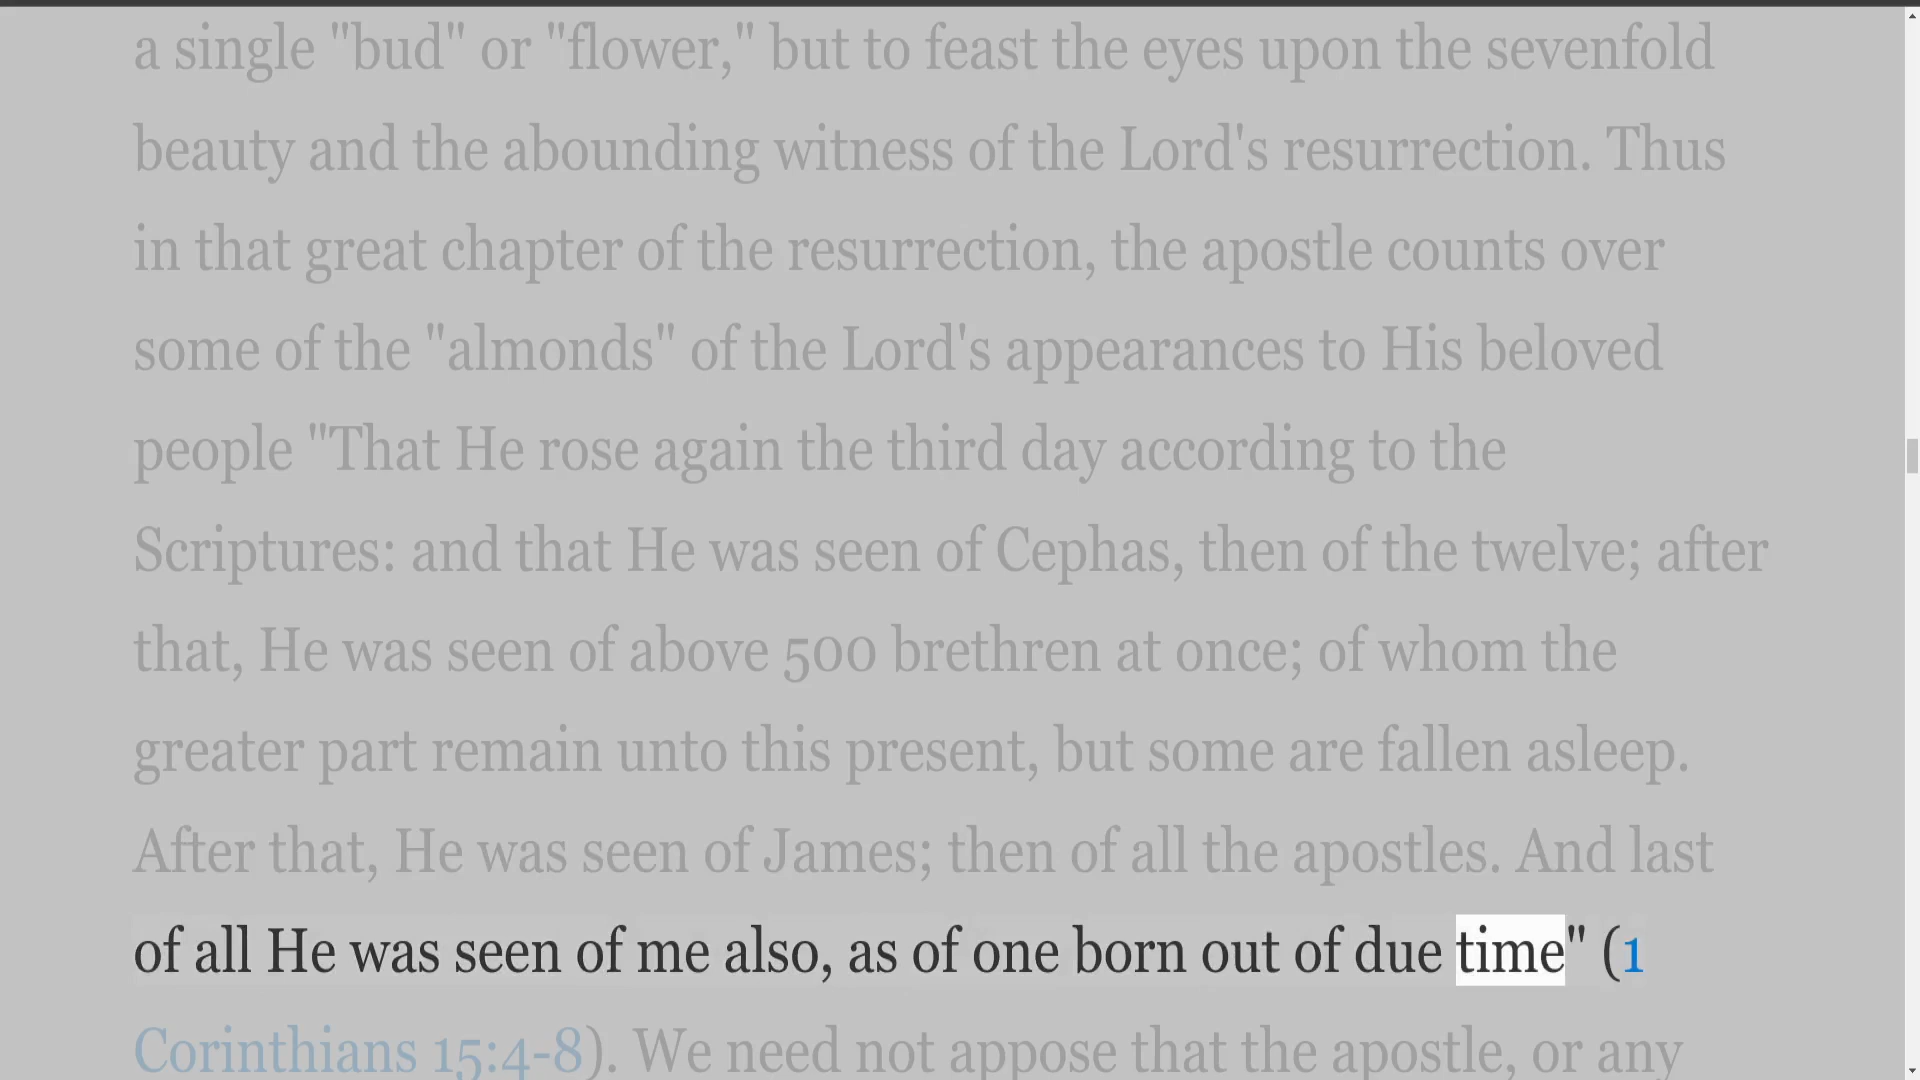 a single "bud" or "flower," but to feast the eyes upon the sevenfold
beauty and the abounding witness of the Lord's resurrection. Thus
in that great chapter of the resurrection, the apostle counts over
some of the "almonds" of the Lord's appearances to His beloved
people "That He rose again the third day according to the
Scriptures: and that He was seen of Cephas, then of the twelve; after
that, He was seen of above 500 brethren at once; of whom the
greater part remain unto this present, but some are fallen asleep.
After that, He was seen of James; then of all the apostles. And last
of all He was seen of me also, as of one born out of due time" (1
Corinthians 15:4-8). We need not appose that the apostle, or any